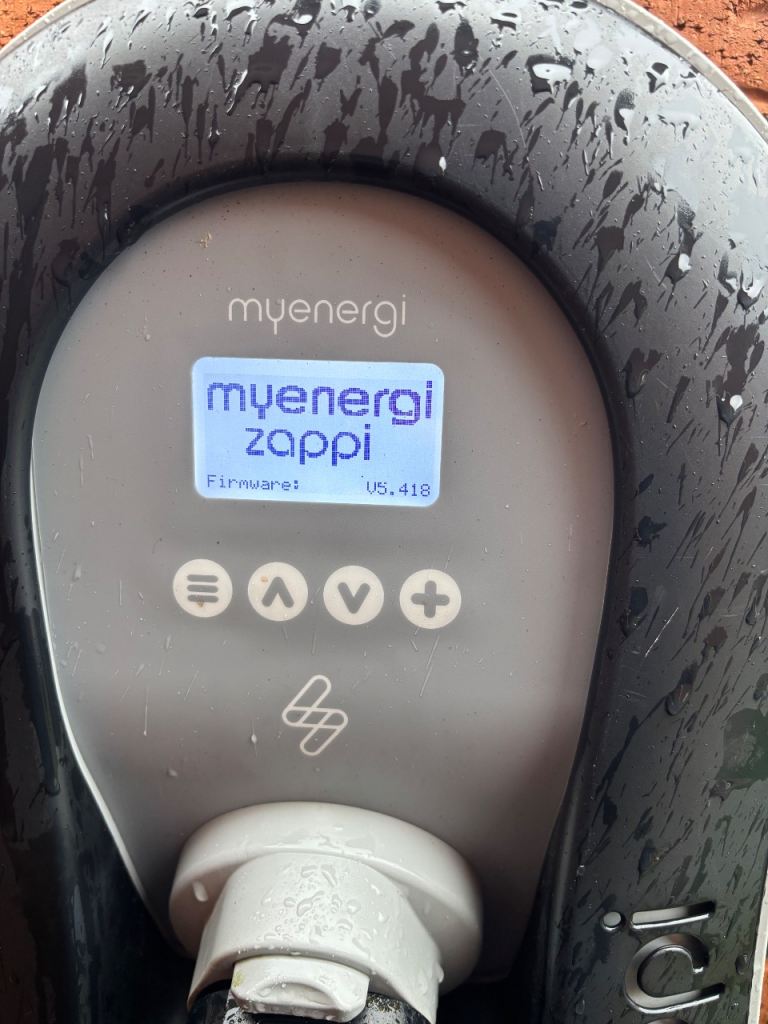 myenergi
myenergi
zappi
Firmware: V5.418